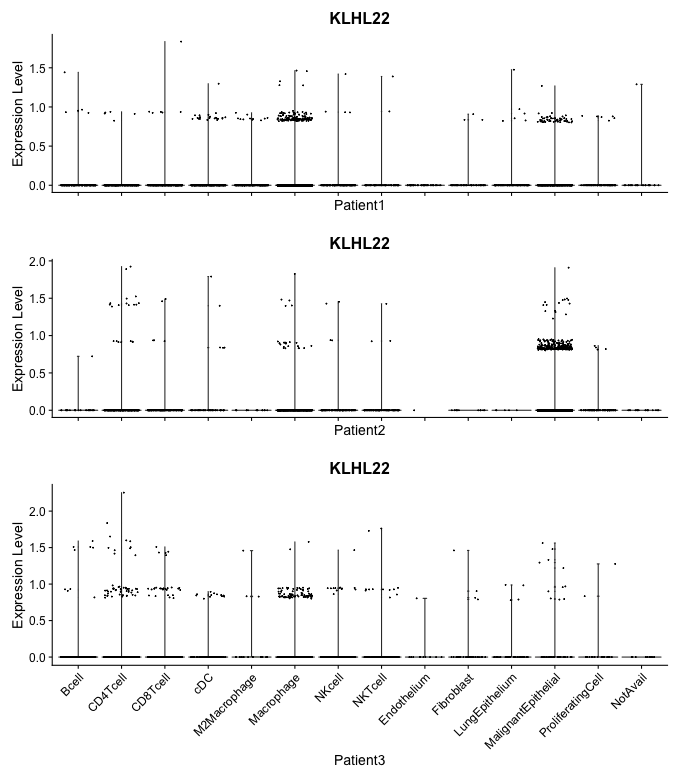 KLHL22
Expression Level
1.5
1.0
0.5
0.0
Patient1
KLHL22
Expression Level
2.0
1.5
1.0
0.5
0.0
Patient2
KLHL22
Expression Level
2.0
1.5
1.0
0.5
0.0
Bcell
CD4Tcell
CD8Tcell
cDC
M2Macrophage
Macrophage
NKcell
NKTcell
Endothelium
Fibroblast
LungEpithelium
MalignantEpithelial
ProliferatingCell
NotAvail
Patient3